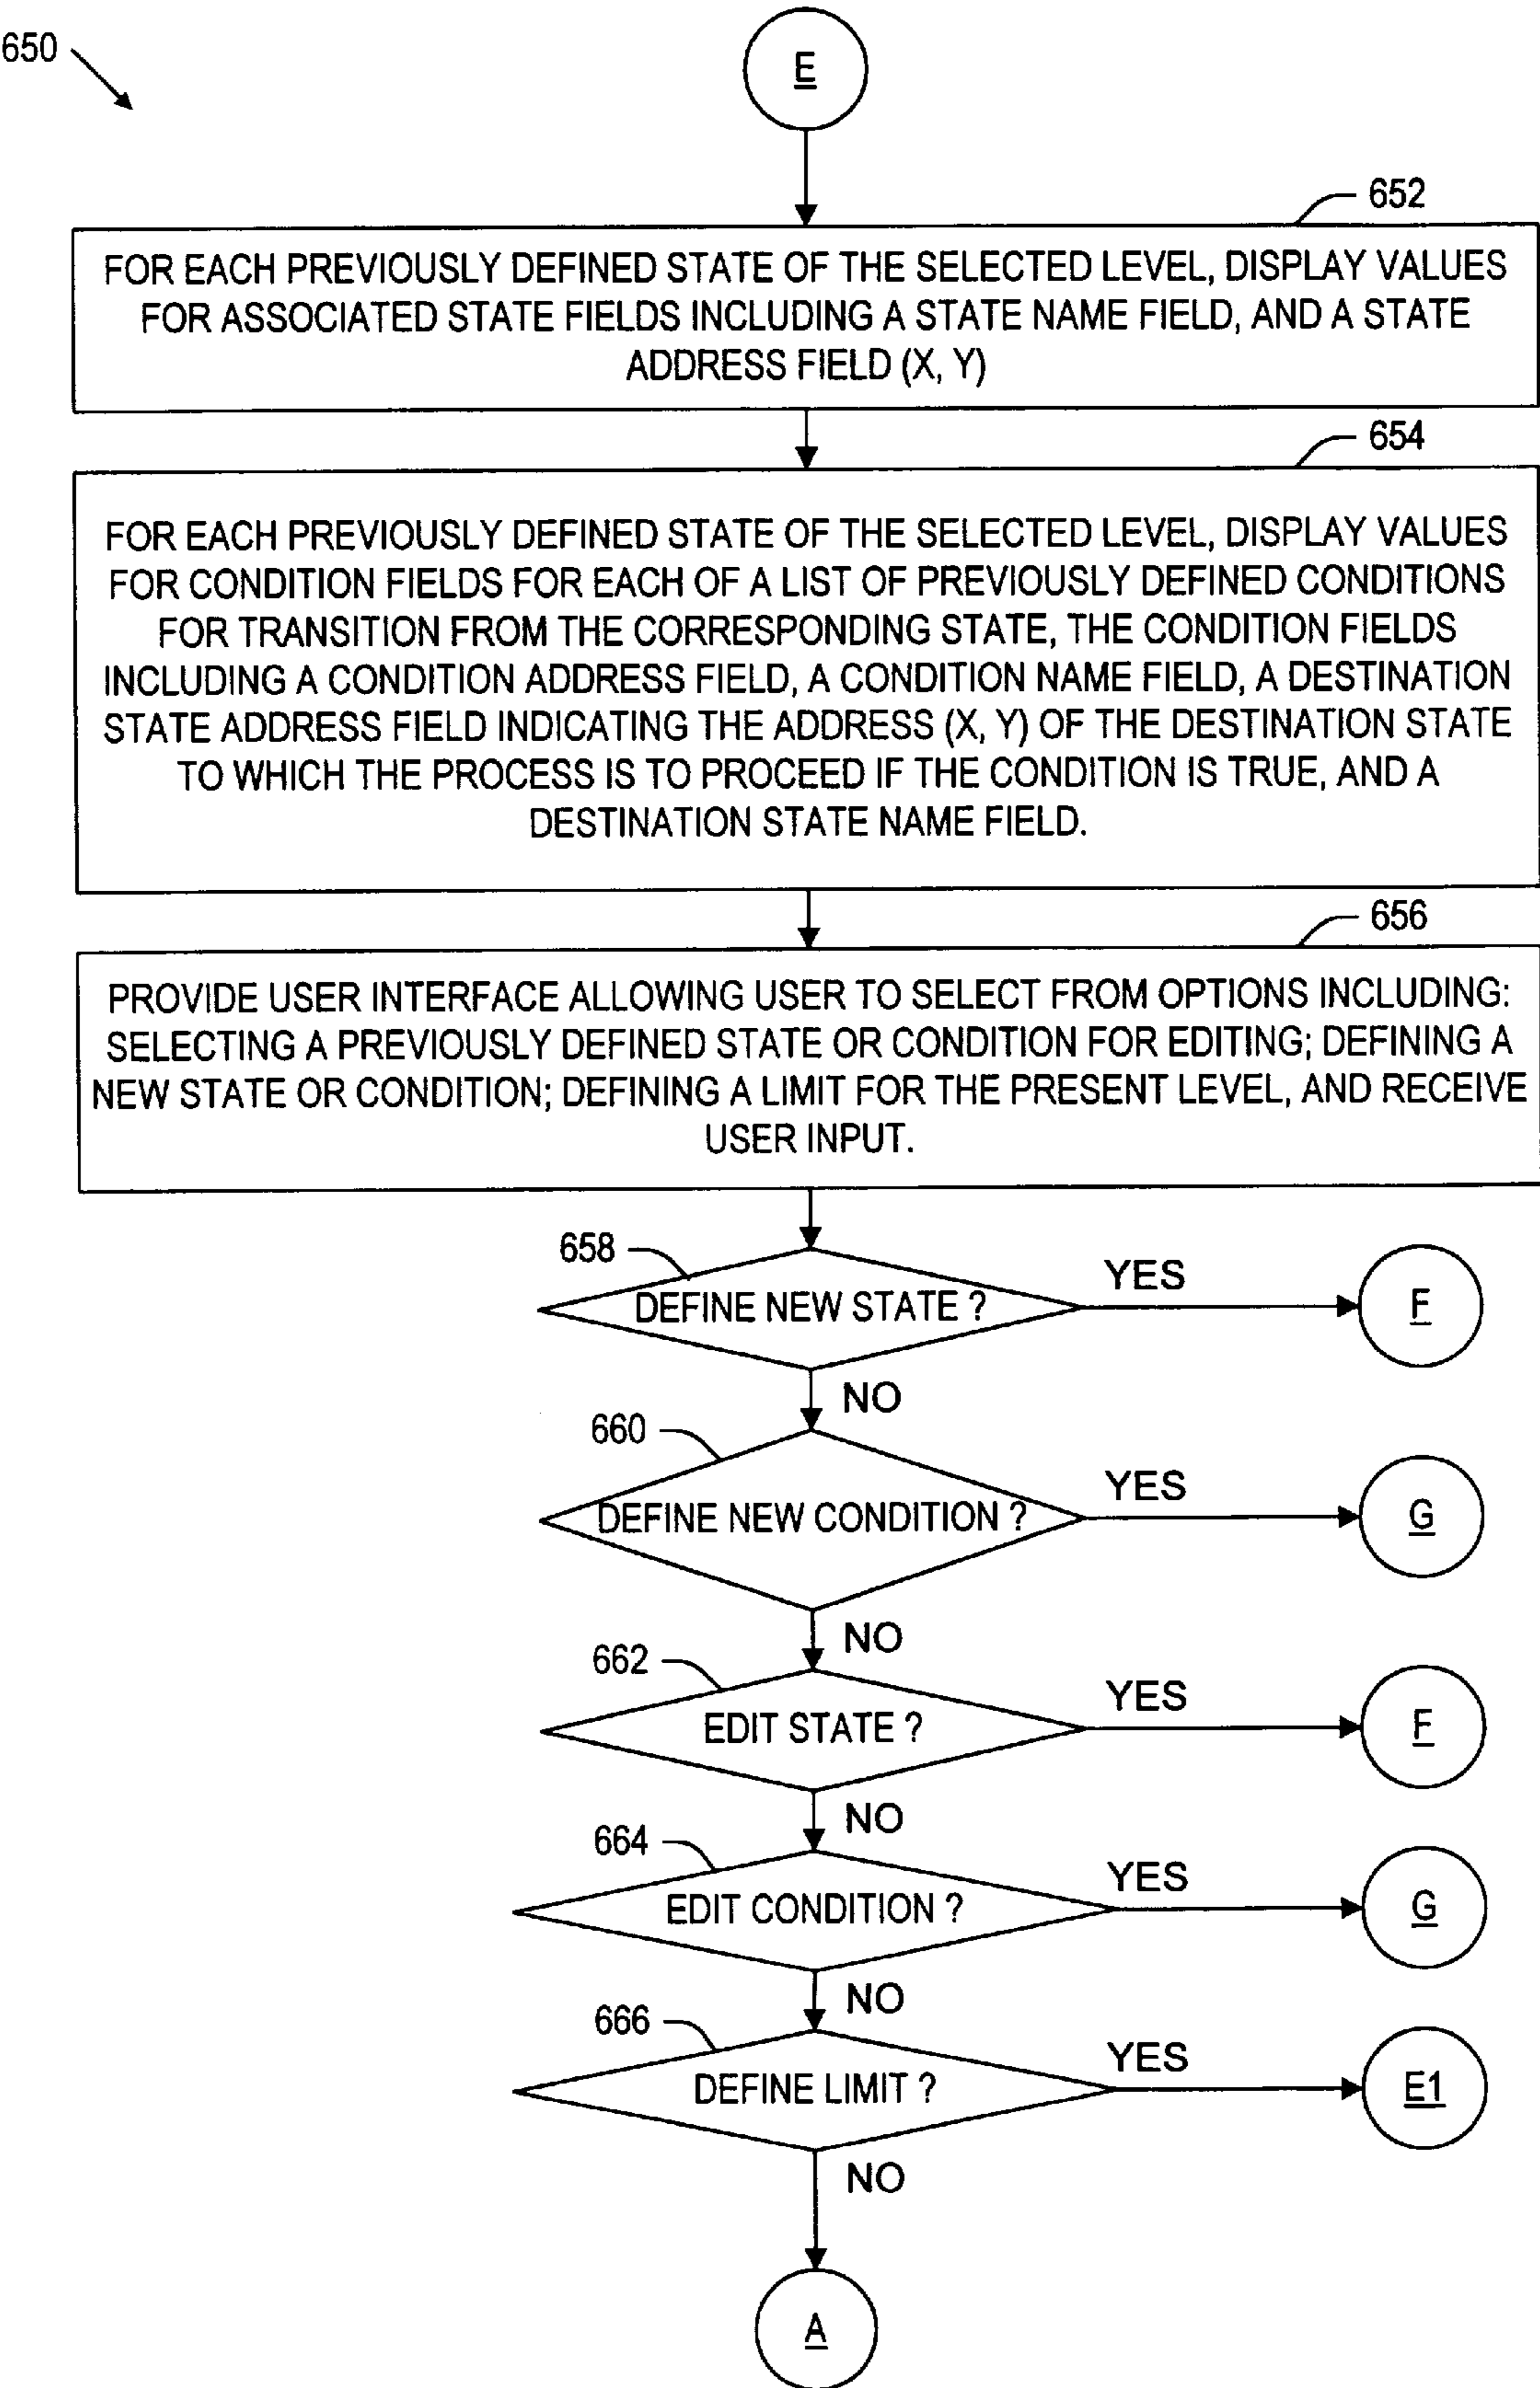 650
E
652
FOR EACH PREVIOUSLY DEFINED STATE OF THE SELECTED LEVEL, DISPLAY VALUES
FOR ASSOCIATED STATE FIELDS INCLUDING A STATE NAME FIELD, AND A STATE
ADDRESS FIELD (X, Y)
654
FOR EACH PREVIOUSLY DEFINED STATE OF THE SELECTED LEVEL, DISPLAY VALUES
FOR CONDITION FIELDS FOR EACH OF A LIST OF PREVIOUSLY DEFINED CONDITIONS
FOR TRANSITION FROM THE CORRESPONDING STATE, THE CONDITION FIELDS
INCLUDING A CONDITION ADDRESS FIELD, A CONDITION NAME FIELD, A DESTINATION
STATE ADDRESS FIELD INDICATING THE ADDRESS (X, Y) OF THE DESTINATION STATE
TO WHICH THE PROCESS IS TO PROCEED IF THE CONDITION IS TRUE, AND A
DESTINATION STATE NAME FIELD.
656
PROVIDE USER INTERFACE ALLOWING USER TO SELECT FROM OPTIONS INCLUDING:
SELECTING A PREVIOUSLY DEFINED STATE OR CONDITION FOR EDITING; DEFINING A
NEW STATE OR CONDITION; DEFINING A LIMIT FOR THE PRESENT LEVEL, AND RECEIVE
USER INPUT.
658
DEFINE NEW STATE ?
YES
F
NO
660
DEFINE NEW CONDITION ?
YES
G
NO
662
EDIT STATE ?
YES
F
NO
664
EDIT CONDITION ?
YES
G
NO
666
DEFINE LIMIT ?
YES
E1
NO
A